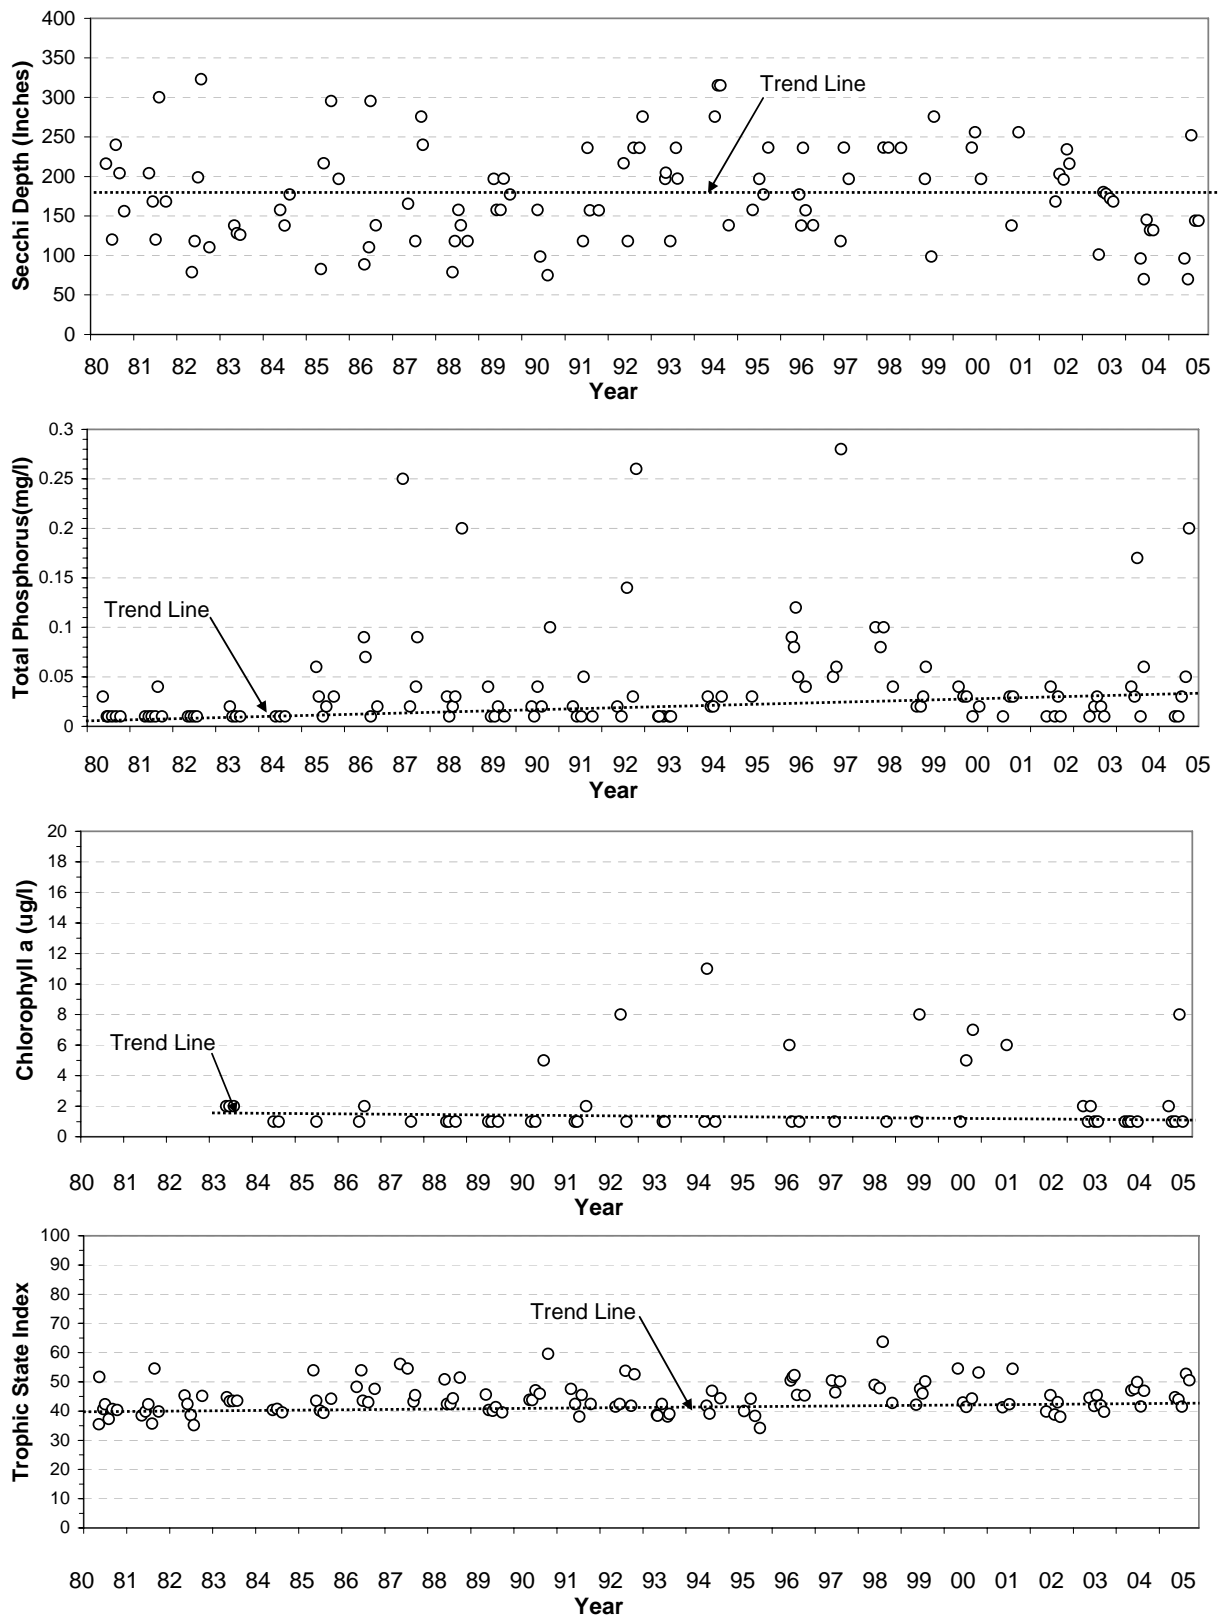 400
350
300
250
200
150
100
50
0
Secchi Depth (Inches)
Trend Line
80 81 82 83 84 85 86 87 88 89 90 91 92 93 94 95 96 97 98 99 00 01 02 03 04 05
Year
0.3
0.25
0.2
0.15
0.1
0.05
0
Total Phosphorus(mg/l)
Trend Line
80 81 82 83 84 85 86 87 88 89 90 91 92 93 94 95 96 97 98 99 00 01 02 03 04 05
Year
20
18
16
14
12
10
8
6
4
2
0
Chlorophyll a (ug/l)
Trend Line
80 81 82 83 84 85 86 87 88 89 90 91 92 93 94 95 96 97 98 99 00 01 02 03 04 05
Year
100
90
80
70
60
50
40
30
20
10
0
Trophic State Index
Trend Line
80 81 82 83 84 85 86 87 88 89 90 91 92 93 94 95 96 97 98 99 00 01 02 03 04 05
Year